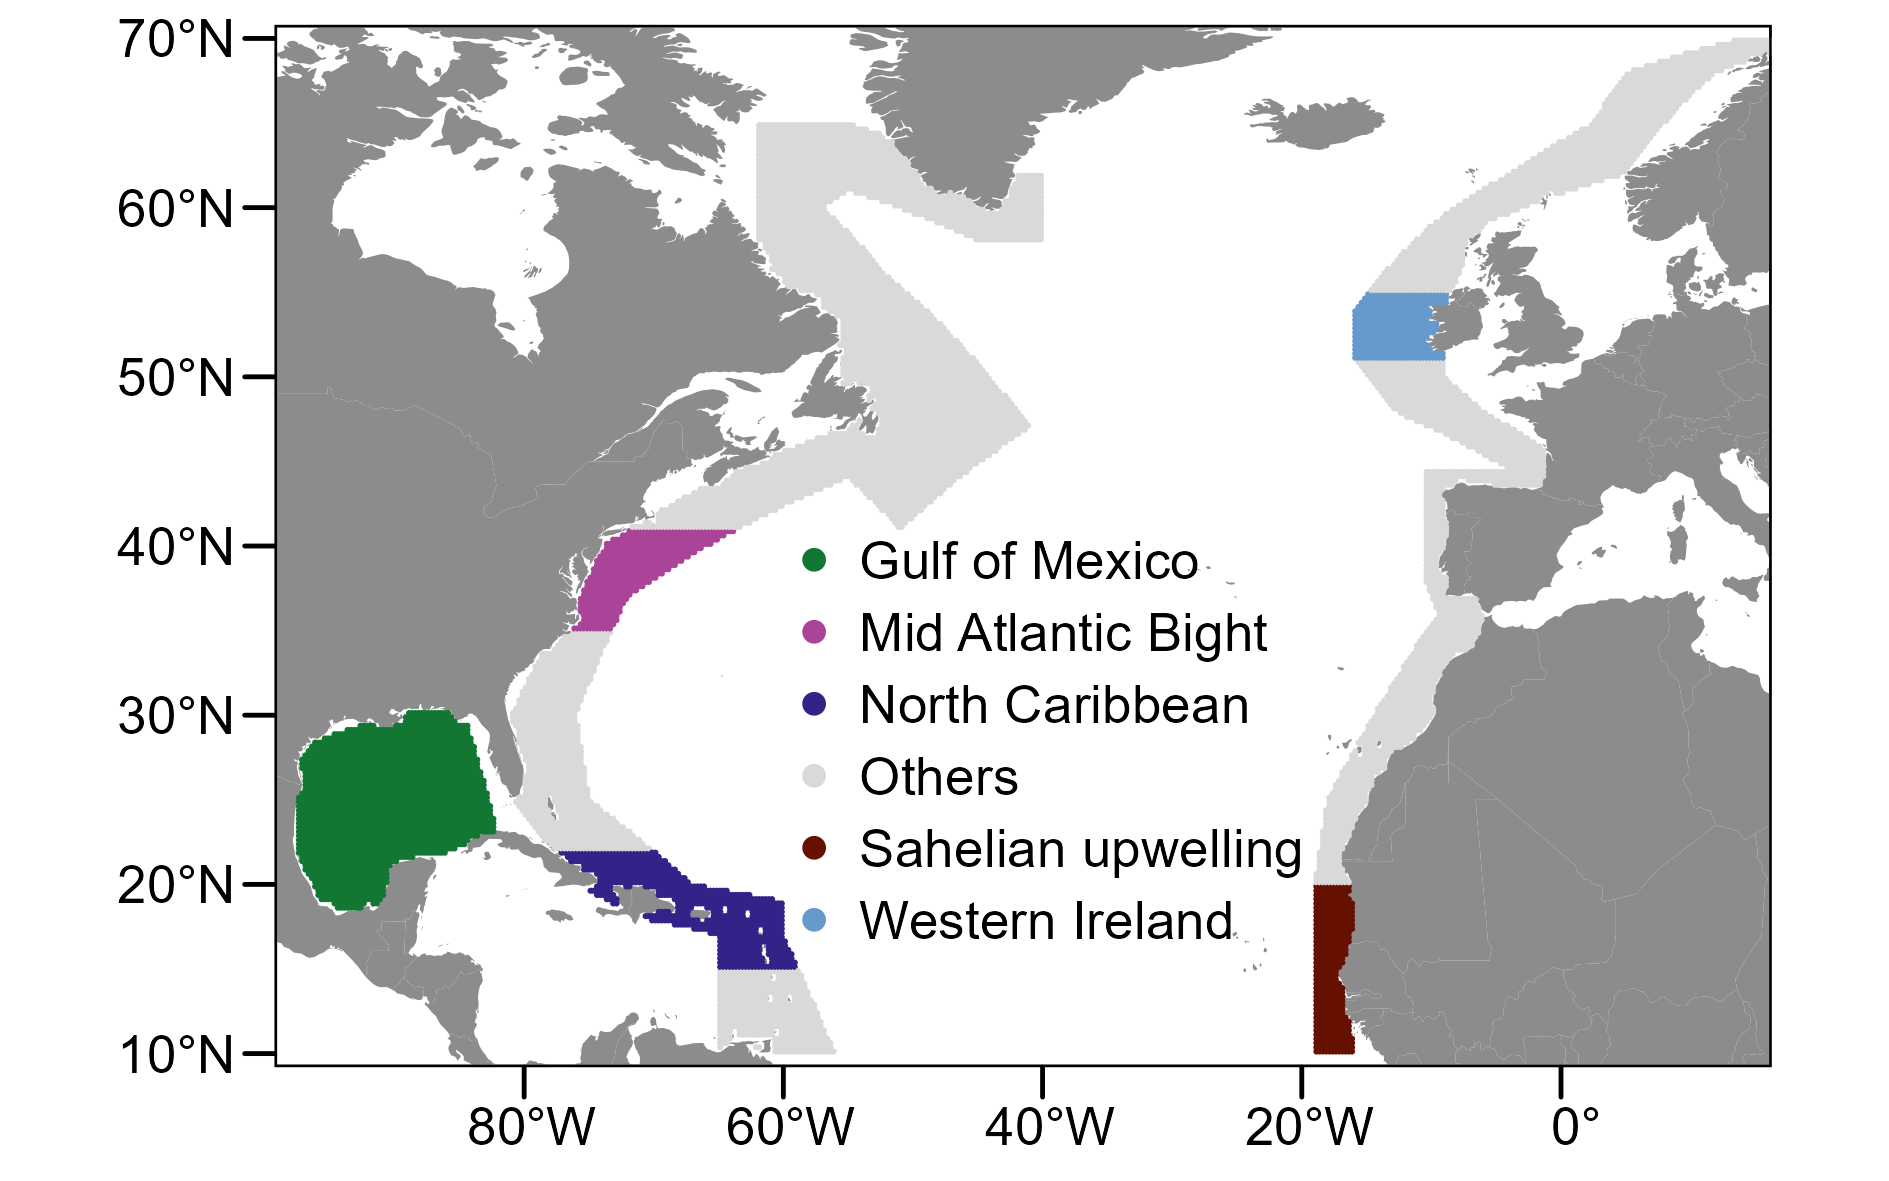 70°N
60°N
50°N
40°N
30°N
20°N
10°N
Gulf of Mexico
Mid Atlantic Bight
North Caribbean
Others
Sahelian upwelling
Western Ireland
80°W
60°W
40°W
20°W
0°